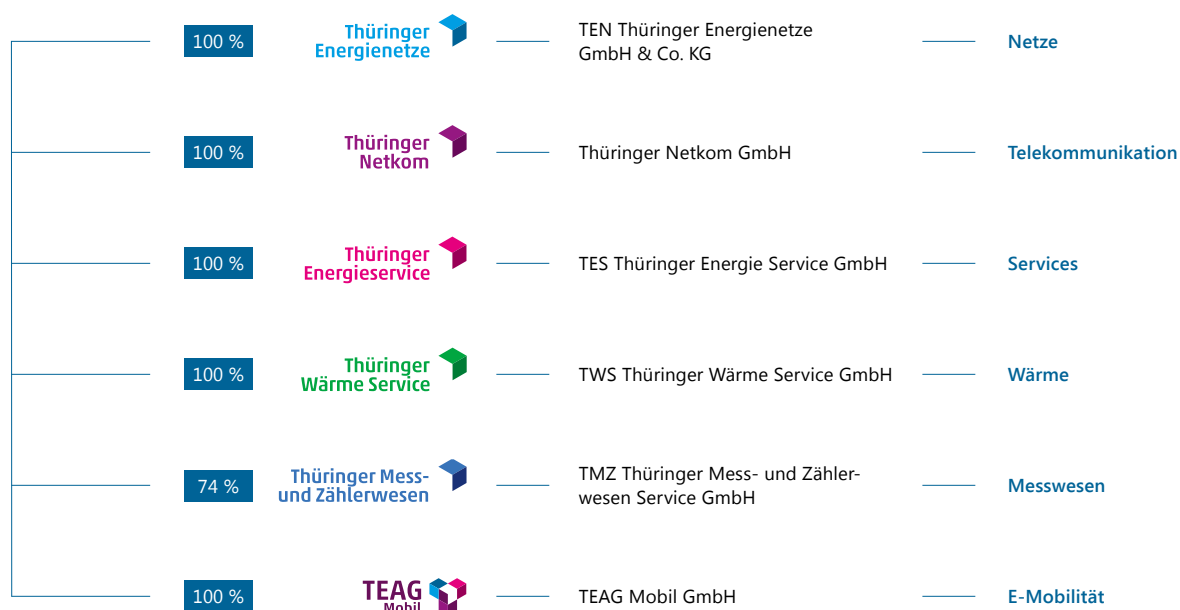 100 %
Thüringer
Energienetze
TEN Thüringer Energienetze
GmbH & Co. KG
Netze
100 %
Thüringer
Netkom
Thüringer Netkom GmbH
Telekommunikation
100 %
Thüringer
Energieservice
TES Thüringer Energie Service GmbH
Services
100 %
Thüringer
Wärme Service
TWS Thüringer Wärme Service GmbH
Wärme
74 %
Thüringer Mess-
und Zählerwesen
TMZ Thüringer Mess- und Zähler-
wesen Service GmbH
Messwesen
100 %
TEAG
Mobil
TEAG Mobil GmbH
E-Mobilität